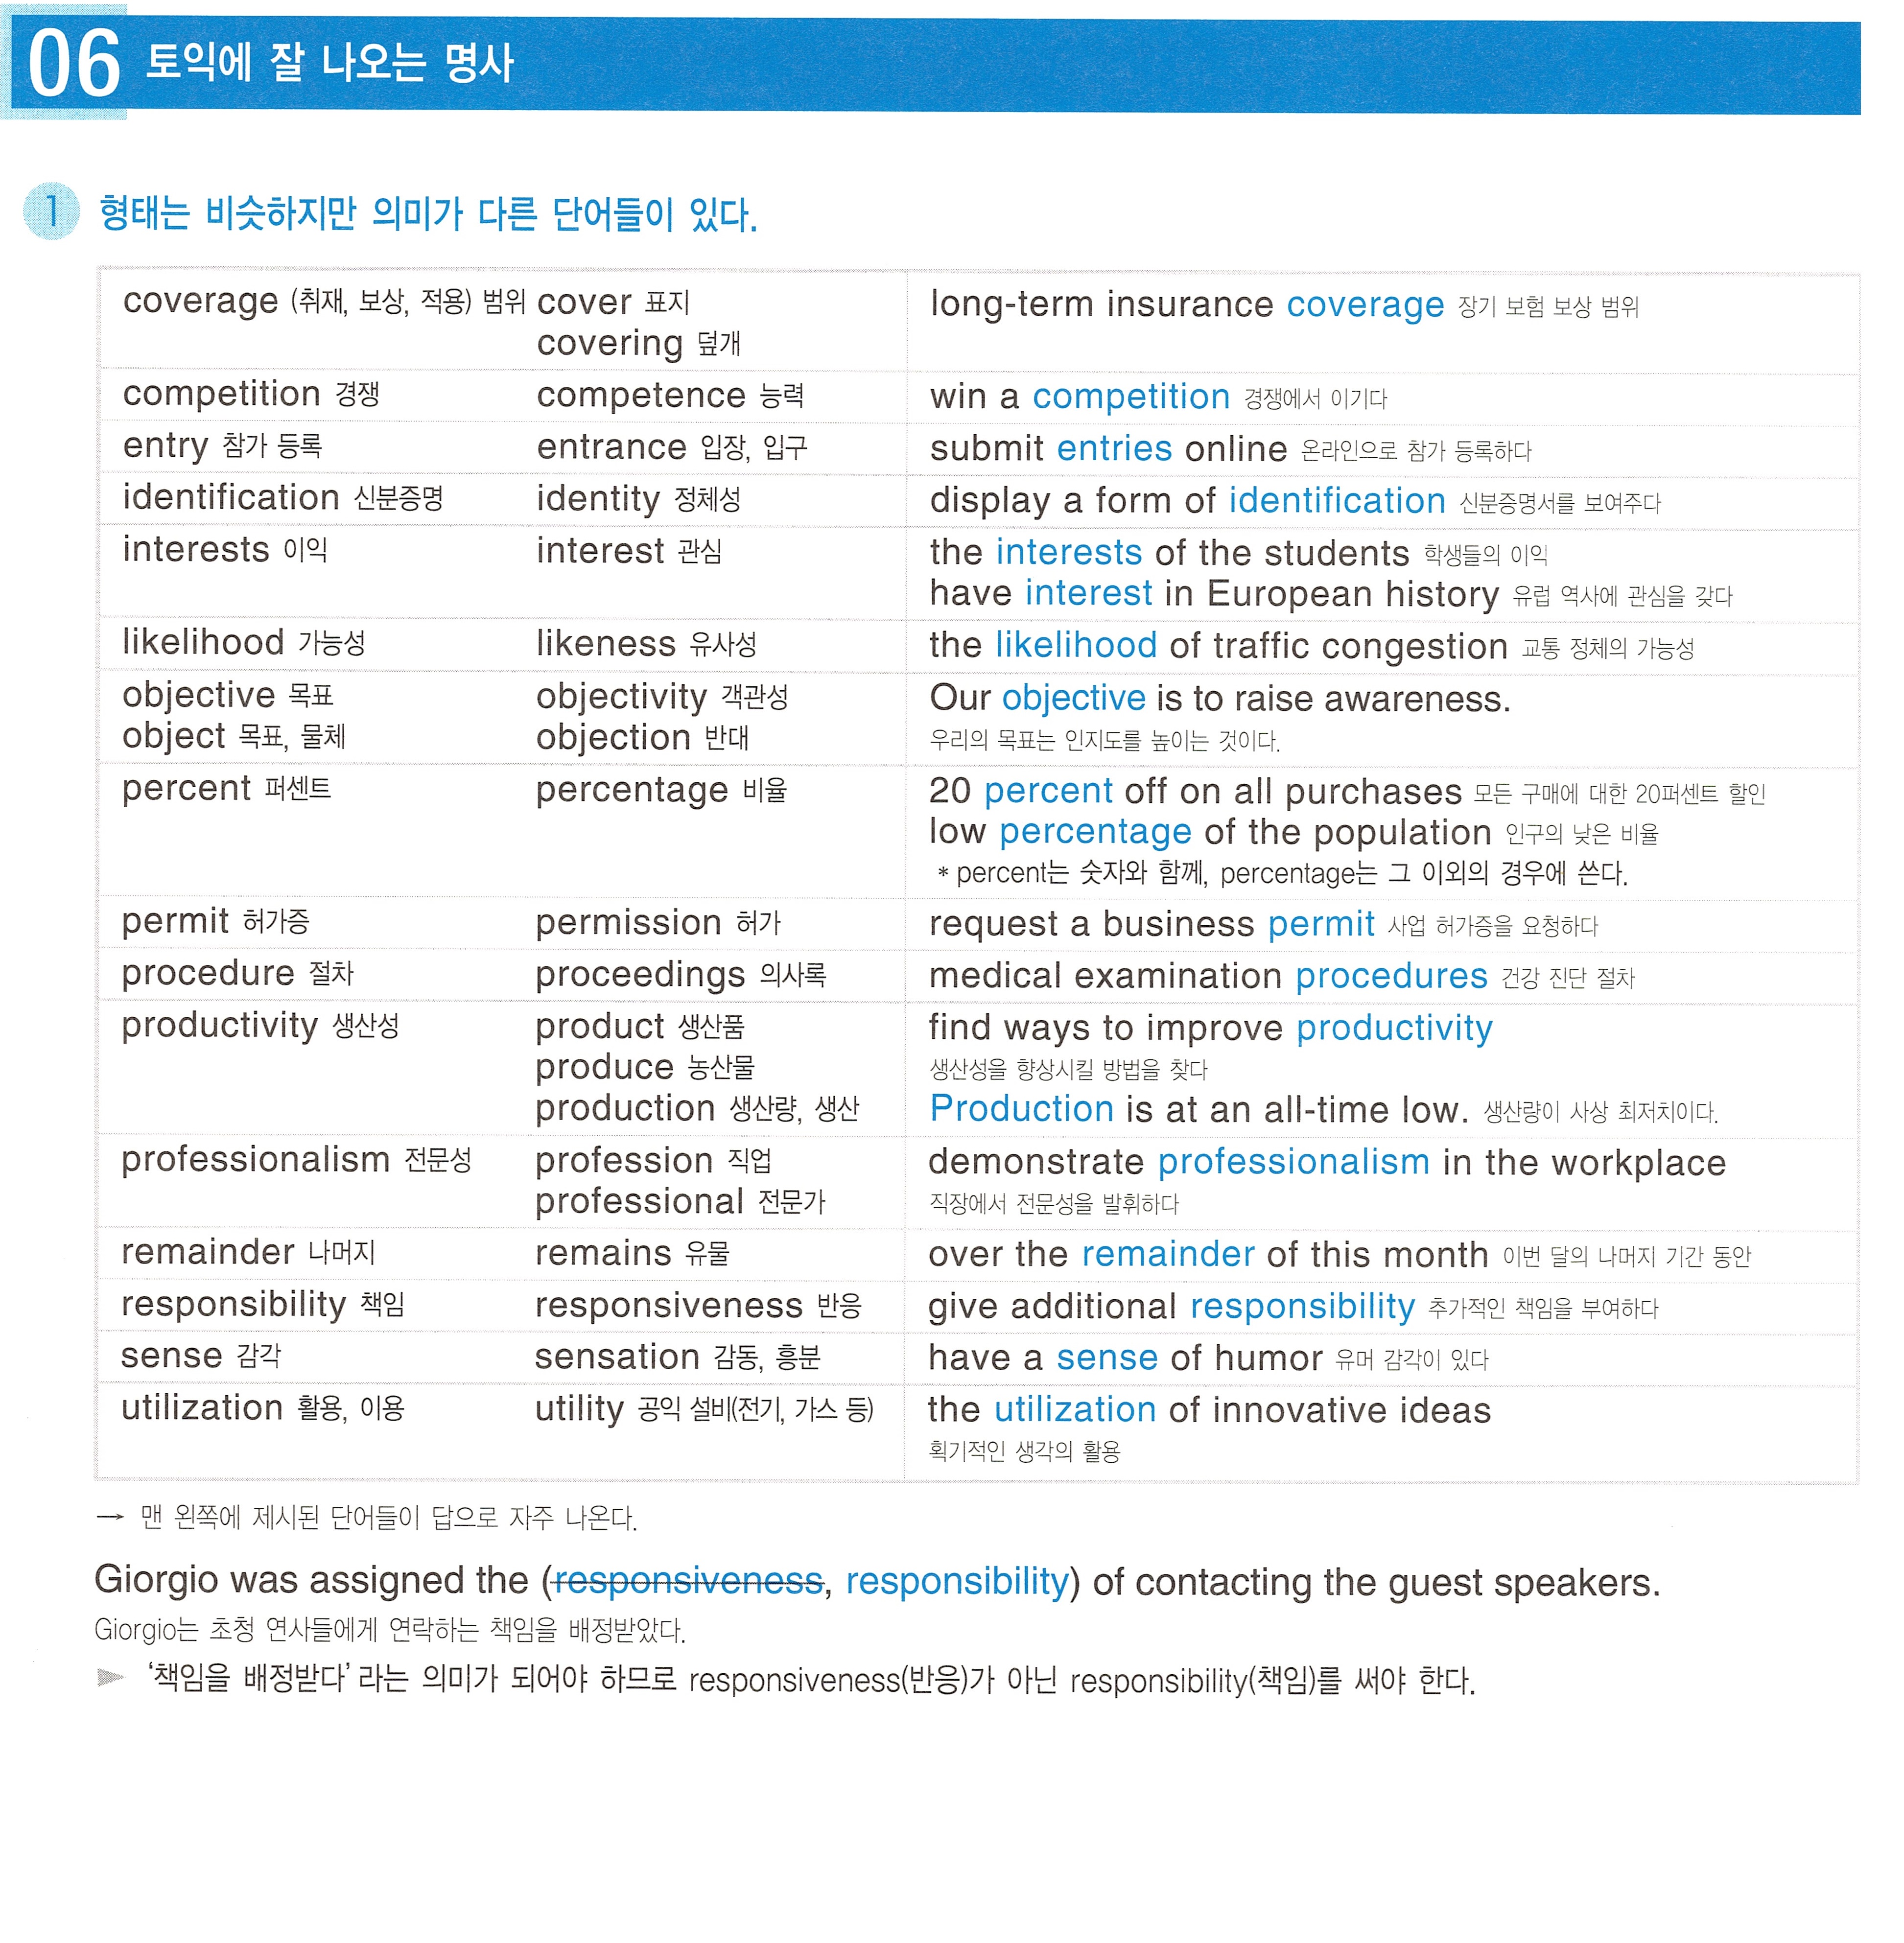 06 토익에 잘 나오는 명사
1 형태는 비슷하지만 의미가 다른 단어들이 있다.
coverage (취재, 보상, 적용) 범위 cover 표지 long-term insurance coverage 장기 보험 보상 범위
covering 덮개
competition 경쟁 competence 능력 win a competition 경쟁에서 이기다
entry 참가 등록 entrance 입장, 입구 submit entries online 온라인으로 참가 등록하다
identification 신분증명 identity 정체성 display a form of identification 신분증명서를 보여주다
interests 이익 interest 관심 the interests of the students 학생들의 이익
have interest in European history 유럽 역사에 관심을 갖다
likelihood 가능성 likeness 유사성 the likelihood of traffic congestion 교통 정체의 가능성
objective 목표 objectivity 객관성 Our objective is to raise awareness.
object 목표, 물체 objection 반대 우리의 목표는 인지도를 높이는 것이다.
percent 퍼센트 percentage 비율 20 percent off on all purchases 모든 구매에 대한 20퍼센트 할인
low percentage of the population 인구의 낮은 비율
* percent는 숫자와 함께, percentage는 그 이외의 경우에 쓴다.
permit 허가증 permission 허가 request a business permit 사업 허가증을 요청하다
procedure 절차 proceedings 의사록 medical examination procedures 건강 진단 절차
productivity 생산성 product 생산품 find ways to improve productivity
produce 농산물 생산성을 향상시킬 방법을 찾다
production 생산량, 생산 Production is at an all-time low. 생산량이 사상 최저치이다.
professionalism 전문성 profession 직업 demonstrate professionalism in the workplace
professional 전문가 직장에서 전문성을 발휘하다
remainder 나머지 remains 유물 over the remainder of this month 이번 달의 나머지 기간 동안
responsibility 책임 responsiveness 반응 give additional responsibility 추가적인 책임을 부여하다
sense 감각 sensation 감동, 흥분 have a sense of humor 유머 감각이 있다
utilization 활용, 이용 utility 공익 설비(전기, 가스 등) the utilization of innovative ideas
획기적인 생각의 활용
→ 맨 왼쪽에 제시된 단어들이 답으로 자주 나온다.
Giorgio was assigned the (responsiveness, responsibility) of contacting the guest speakers.
Giorgio는 초청 연사들에게 연락하는 책임을 배정받았다.
▶ '책임을 배정받다' 라는 의미가 되어야 하므로 responsiveness(반응)가 아닌 responsibility(책임)를 써야 한다.